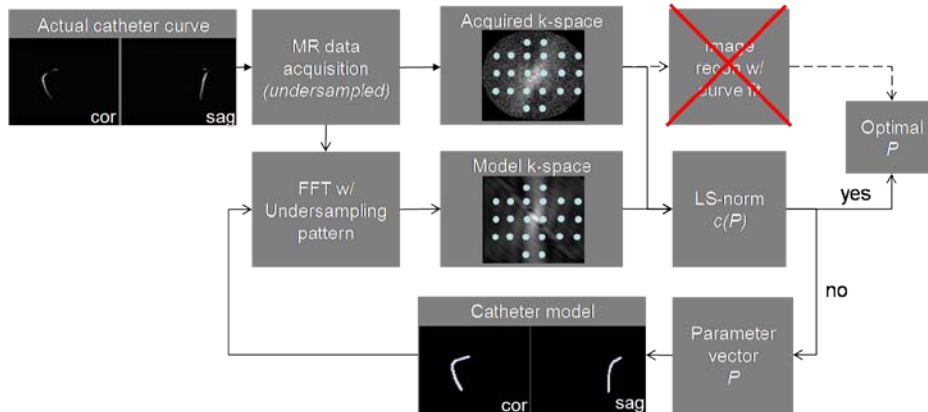 Actual catheter curve
cor
sag
MR data
acquisition
(undersampled)
Acquired k-space
Image
recon w/
curve fit
Optimal
P
FFT w/
Undersampling
pattern
Model k-space
LS-norm
c(P)
yes
no
Catheter model
cor
sag
Parameter
vector
P